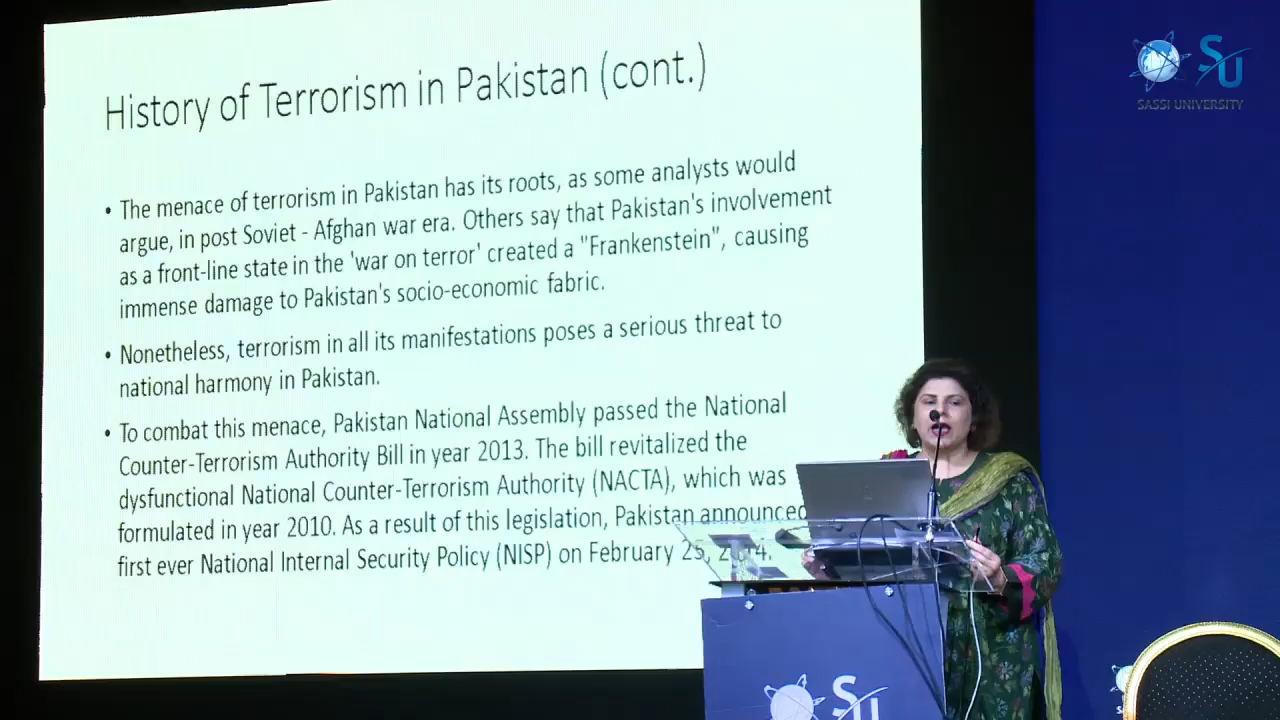 History of Terrorism in Pakistan (cont.)
• The menace of terrorism in Pakistan has its roots, as some analysts would
argue, in post Soviet - Afghan war era. Others say that Pakistan's involvement
as a front-line state in the 'war on terror' created a "Frankenstein", causing
immense damage to Pakistan's socio-economic fabric.
• Nonetheless, terrorism in all its manifestations poses a serious threat to
national harmony in Pakistan.
• To combat this menace, Pakistan National Assembly passed the National
Counter-Terrorism Authority Bill in year 2013. The bill revitalized the
dysfunctional National Counter-Terrorism Authority (NACTA), which was
formulated in year 2010. As a result of this legislation, Pakistan announced
first ever National Internal Security Policy (NISP) on February 25, 2014.
SU
SASSI UNIVERSITY
SU